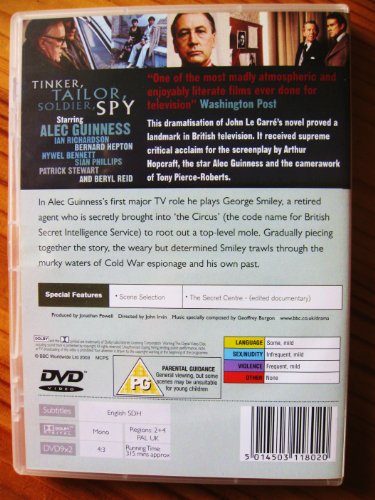 TINKER,
TAILOR,
SOLDIER,
SPY
Starring
ALEC GUINNESS
IAN RICHARDSON
BERNARD HEPTON
HYWEL BENNETT
SIAN PHILLIPS
PATRICK STEWART
AND BERYL REID
"One of the most madly atmospheric and
enjoyably literate films ever done for
television" Washington Post
This dramatisation of John Le Carré's novel proved a
landmark in British television. It received supreme
critical acclaim for the screenplay by Arthur
Hopcraft, the star Alec Guinness and the camerawork
of Tony Pierce-Roberts.
In Alec Guinness's first major TV role he plays George Smiley, a retired
agent who is secretly brought into 'the Circus' (the code name for British
Secret Intelligence Service) to root out a top-level mole. Gradually piecing
together the story, the weary but determined Smiley trawls through the
murky waters of Cold War espionage and his own past.
Special Features
• Scene Selection
• The Secret Centre - (edited documentary)
Produced by Jonathan Powell
Directed by John Irvin
Music specially composed by Geoffrey Burgon
www.bbc.co.uk/drama
© BBC Worldwide Ltd 2003 MCPS
LANGUAGE Some, mild
SEX/NUDITY Infrequent, mild
VIOLENCE Frequent, mild
OTHER None
DVD
VIDEO
PG
PARENTAL GUIDANCE
General viewing, but some
scenes may be unsuitable for
young children
Subtitles English SDH
DOLBY DIGITAL Mono Regions 2+4
PAL UK
DVD9x2 4:3 Running Time:
315 mins approx
5 014503 118020